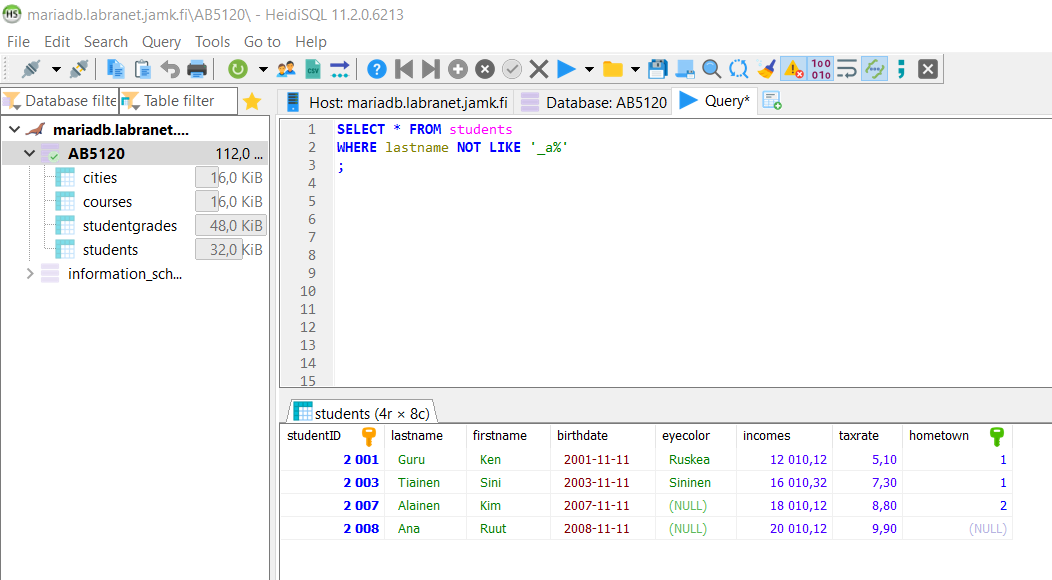 HS mariadb.labranet.jamk.fi\AB5120\ - HeidiSQL 11.2.0.6213
File Edit Search Query Tools Go to Help
Database filte Table filter Host: mariadb.labranet.jamk.fi Database: AB5120 Query*
mariadb.labranet....
AB5120 112,0 ...
cities 16,0 KiB
courses 16,0 KiB
studentgrades 48,0 KiB
students 32,0 KiB
information_sch...
1 SELECT * FROM students
2 WHERE lastname NOT LIKE '_a%'
3 ;
4
5
6
7
8
9
10
11
12
13
14
15
students (4r × 8c)
studentID lastname firstname birthdate eyecolor incomes taxrate hometown
2 001 Guru Ken 2001-11-11 Ruskea 12 010,12 5,10 1
2 003 Tiainen Sini 2003-11-11 Sininen 16 010,32 7,30 1
2 007 Alainen Kim 2007-11-11 (NULL) 18 010,12 8,80 2
2 008 Ana Ruut 2008-11-11 (NULL) 20 010,12 9,90 (NULL)